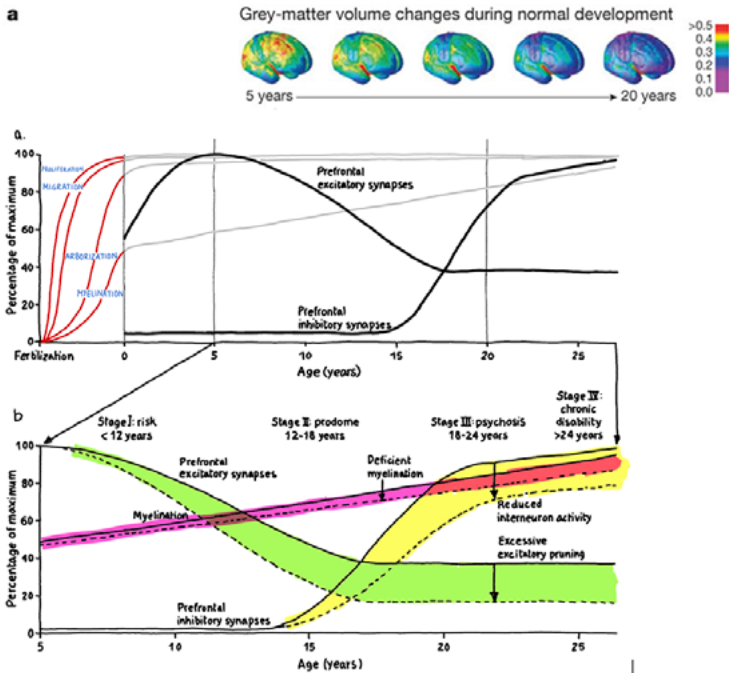 a
Grey-matter volume changes during normal development
>0.5
0.4
0.3
0.2
0.1
0.0
5 years
20 years
a.
100
80
60
40
20
0
Percentage of maximum
PROLIFERATION
MIGRATION
ARBORIZATION
MYELINATION
Prefrontal
excitatory synapses
Prefrontal
inhibitory synapses
Fertilization
0
5
10
15
20
25
Age (years)
b
Stage I: risk
< 12 years
Stage II: prodome
12-18 years
Stage III: psychosis
18-24 years
Stage IV:
chronic
disability
>24 years
100
80
60
40
20
0
Percentage of maximum
Prefrontal
excitatory synapses
Deficient
myelination
Myelination
Reduced
interneuron activity
Excessive
excitatory pruning
Prefrontal
inhibitory synapses
5
10
15
20
25
Age (years)